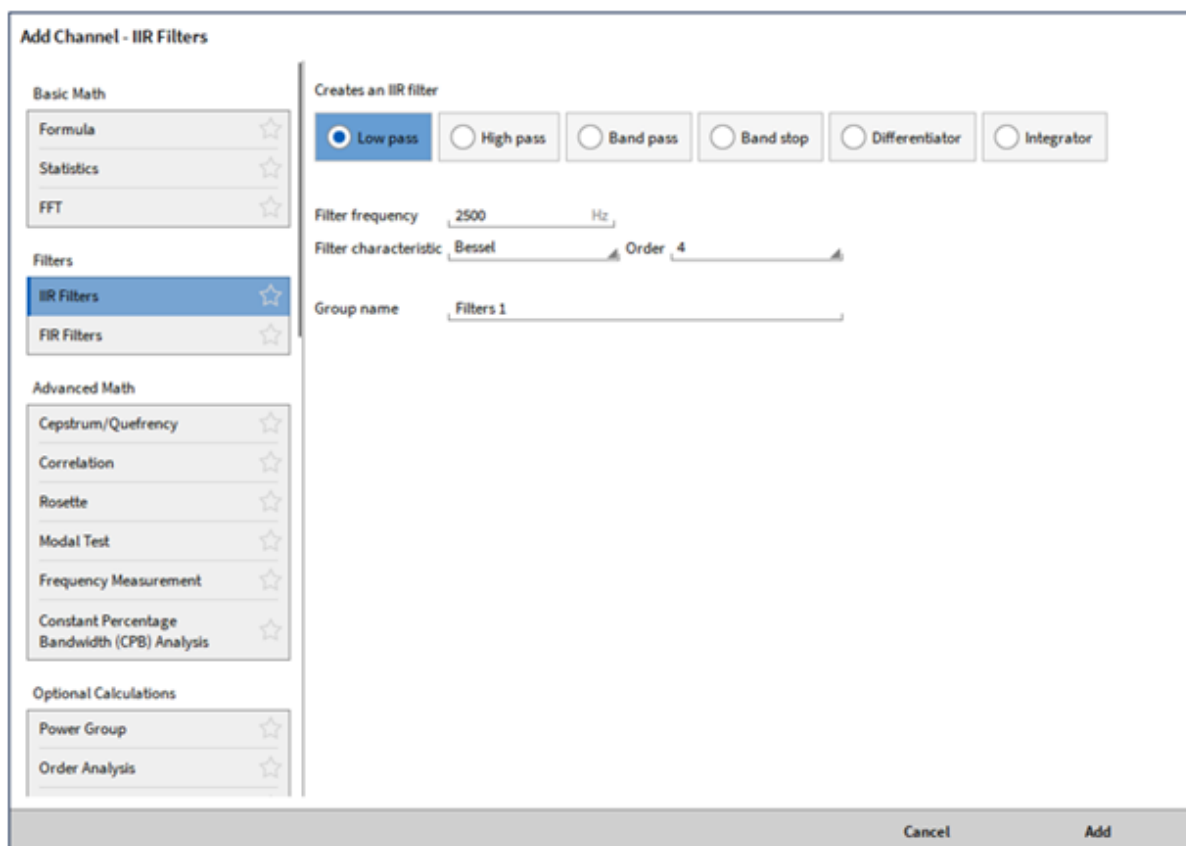 Add Channel - IIR Filters
Basic Math
Formula
Statistics
FFT
Filters
IIR Filters
FIR Filters
Advanced Math
Cepstrum/Quefrency
Correlation
Rosette
Modal Test
Frequency Measurement
Constant Percentage
Bandwidth (CPB) Analysis
Optional Calculations
Power Group
Order Analysis
Creates an IIR filter
Low pass High pass Band pass Band stop Differentiator Integrator
Filter frequency 2500 Hz
Filter characteristic Bessel Order 4
Group name Filters 1
Cancel Add